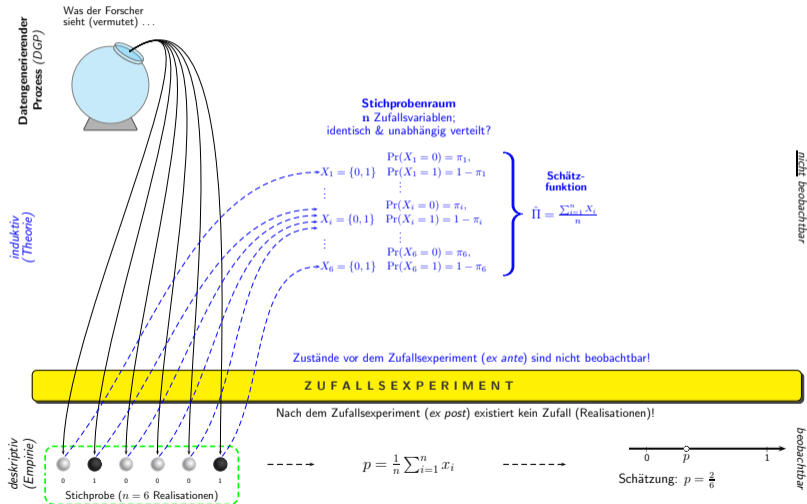 Was der Forscher
sieht (vermutet) . . .
Datengenerierender
Prozess (DGP)
Stichprobenraum
n Zufallsvariablen;
identisch & unabhängig verteilt?
Pr(X₁ = 0) = π₁,
X₁ = {0, 1} Pr(X₁ = 1) = 1 − π₁
⋮ ⋮
Pr(Xᵢ = 0) = πᵢ,
Xᵢ = {0, 1} Pr(Xᵢ = 1) = 1 − πᵢ
⋮ ⋮
Pr(X₆ = 0) = π₆,
X₆ = {0, 1} Pr(X₆ = 1) = 1 − π₆
Schätz-
funktion
Π̂ = ∑ⁿᵢ₌₁ Xᵢ / n
nicht beobachtbar
induktiv
(Theorie)
Zustände vor dem Zufallsexperiment (ex ante) sind nicht beobachtbar!
ZUFALLSEXPERIMENT
Nach dem Zufallsexperiment (ex post) existiert kein Zufall (Realisationen)!
deskriptiv
(Empirie)
0 1 0 0 0 1
Stichprobe (n = 6 Realisationen)
p = 1/n ∑ⁿᵢ₌₁ xᵢ
0 p 1
Schätzung: p = 2/6
beobachtbar